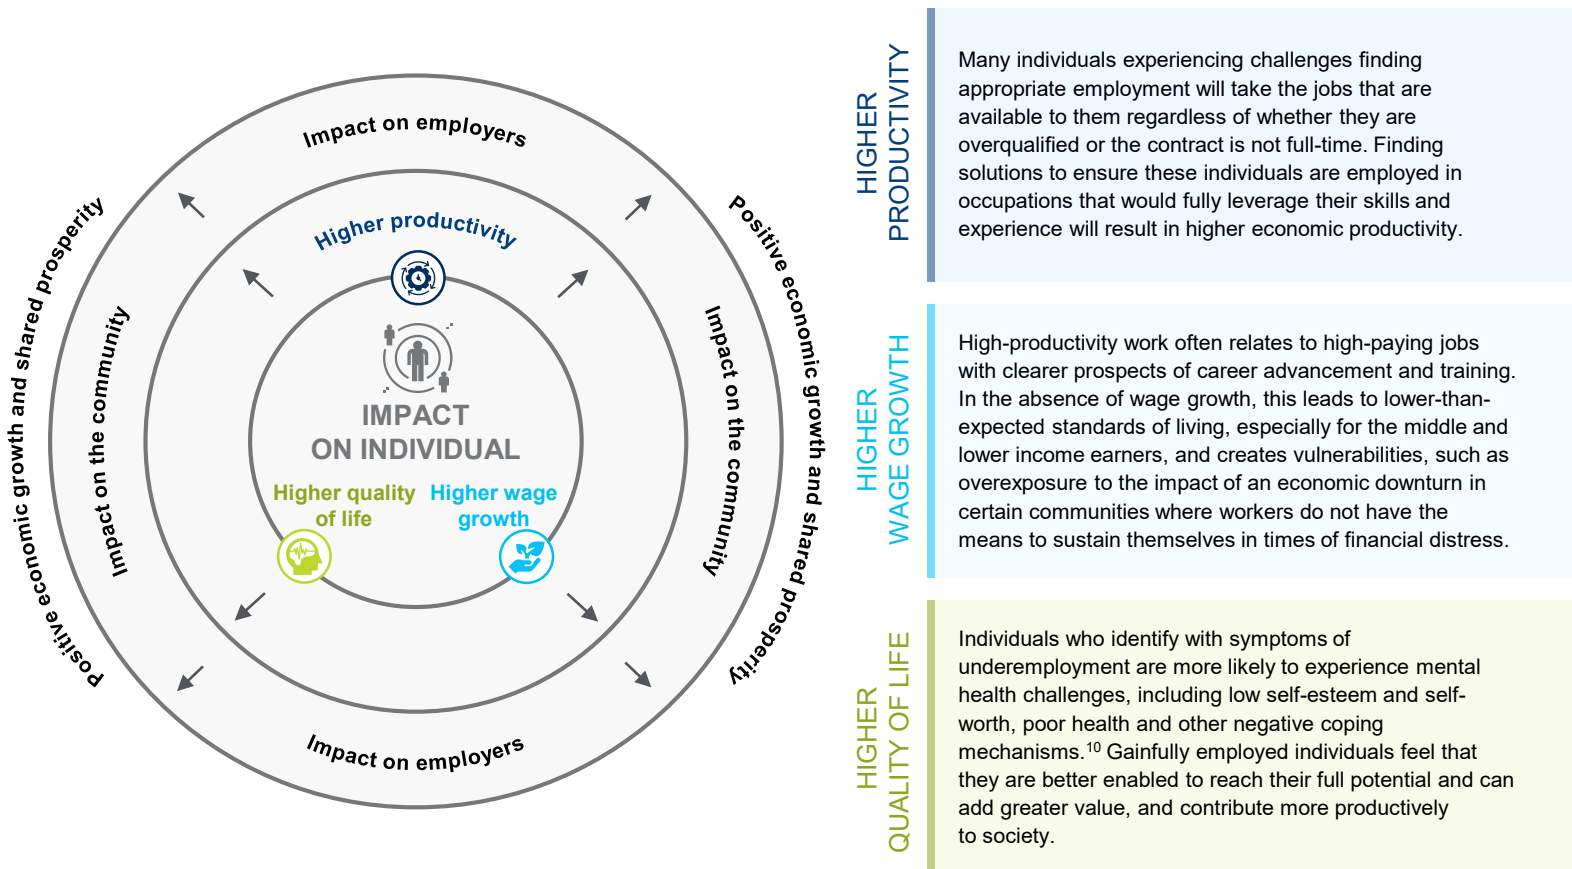 Impact on employers
Positive economic growth and shared prosperity
Impact on the community
Higher productivity
IMPACT
ON INDIVIDUAL
Higher quality
of life
Higher wage
growth
Impact on the community
Positive economic growth and shared prosperity
Impact on employers
HIGHER
PRODUCTIVITY
Many individuals experiencing challenges finding
appropriate employment will take the jobs that are
available to them regardless of whether they are
overqualified or the contract is not full-time. Finding
solutions to ensure these individuals are employed in
occupations that would fully leverage their skills and
experience will result in higher economic productivity.
HIGHER
WAGE GROWTH
High-productivity work often relates to high-paying jobs
with clearer prospects of career advancement and training.
In the absence of wage growth, this leads to lower-than-
expected standards of living, especially for the middle and
lower income earners, and creates vulnerabilities, such as
overexposure to the impact of an economic downturn in
certain communities where workers do not have the
means to sustain themselves in times of financial distress.
HIGHER
QUALITY OF LIFE
Individuals who identify with symptoms of
underemployment are more likely to experience mental
health challenges, including low self-esteem and self-
worth, poor health and other negative coping
mechanisms.¹⁰ Gainfully employed individuals feel that
they are better enabled to reach their full potential and can
add greater value, and contribute more productively
to society.